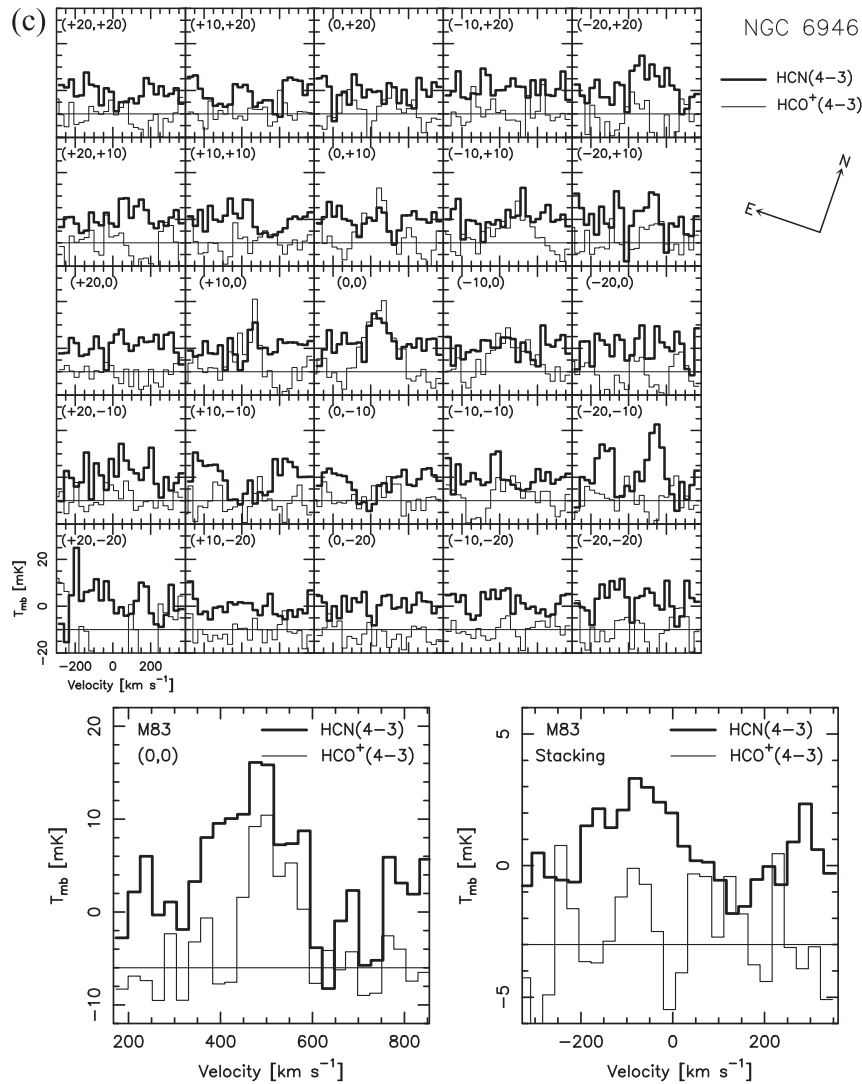 (c)
(+20,+20) (+10,+20) (0,+20) (−10,+20) (−20,+20)
NGC 6946
HCN(4−3)
HCO⁺(4−3)
N
E
(+20,+10) (+10,+10) (0,+10) (−10,+10) (−20,+10)
(+20,0) (+10,0) (0,0) (−10,0) (−20,0)
(+20,−10) (+10,−10) (0,−10) (−10,−10) (−20,−10)
(+20,−20) (+10,−20) (0,−20) (−10,−20) (−20,−20)
T_mb [mK]
20
0
−20
−200 0 200
Velocity [km s⁻¹]
M83 HCN(4−3)
(0,0) HCO⁺(4−3)
T_mb [mK]
20
10
0
−10
200 400 600 800
Velocity [km s⁻¹]
M83 HCN(4−3)
Stacking HCO⁺(4−3)
T_mb [mK]
5
0
−5
−200 0 200
Velocity [km s⁻¹]